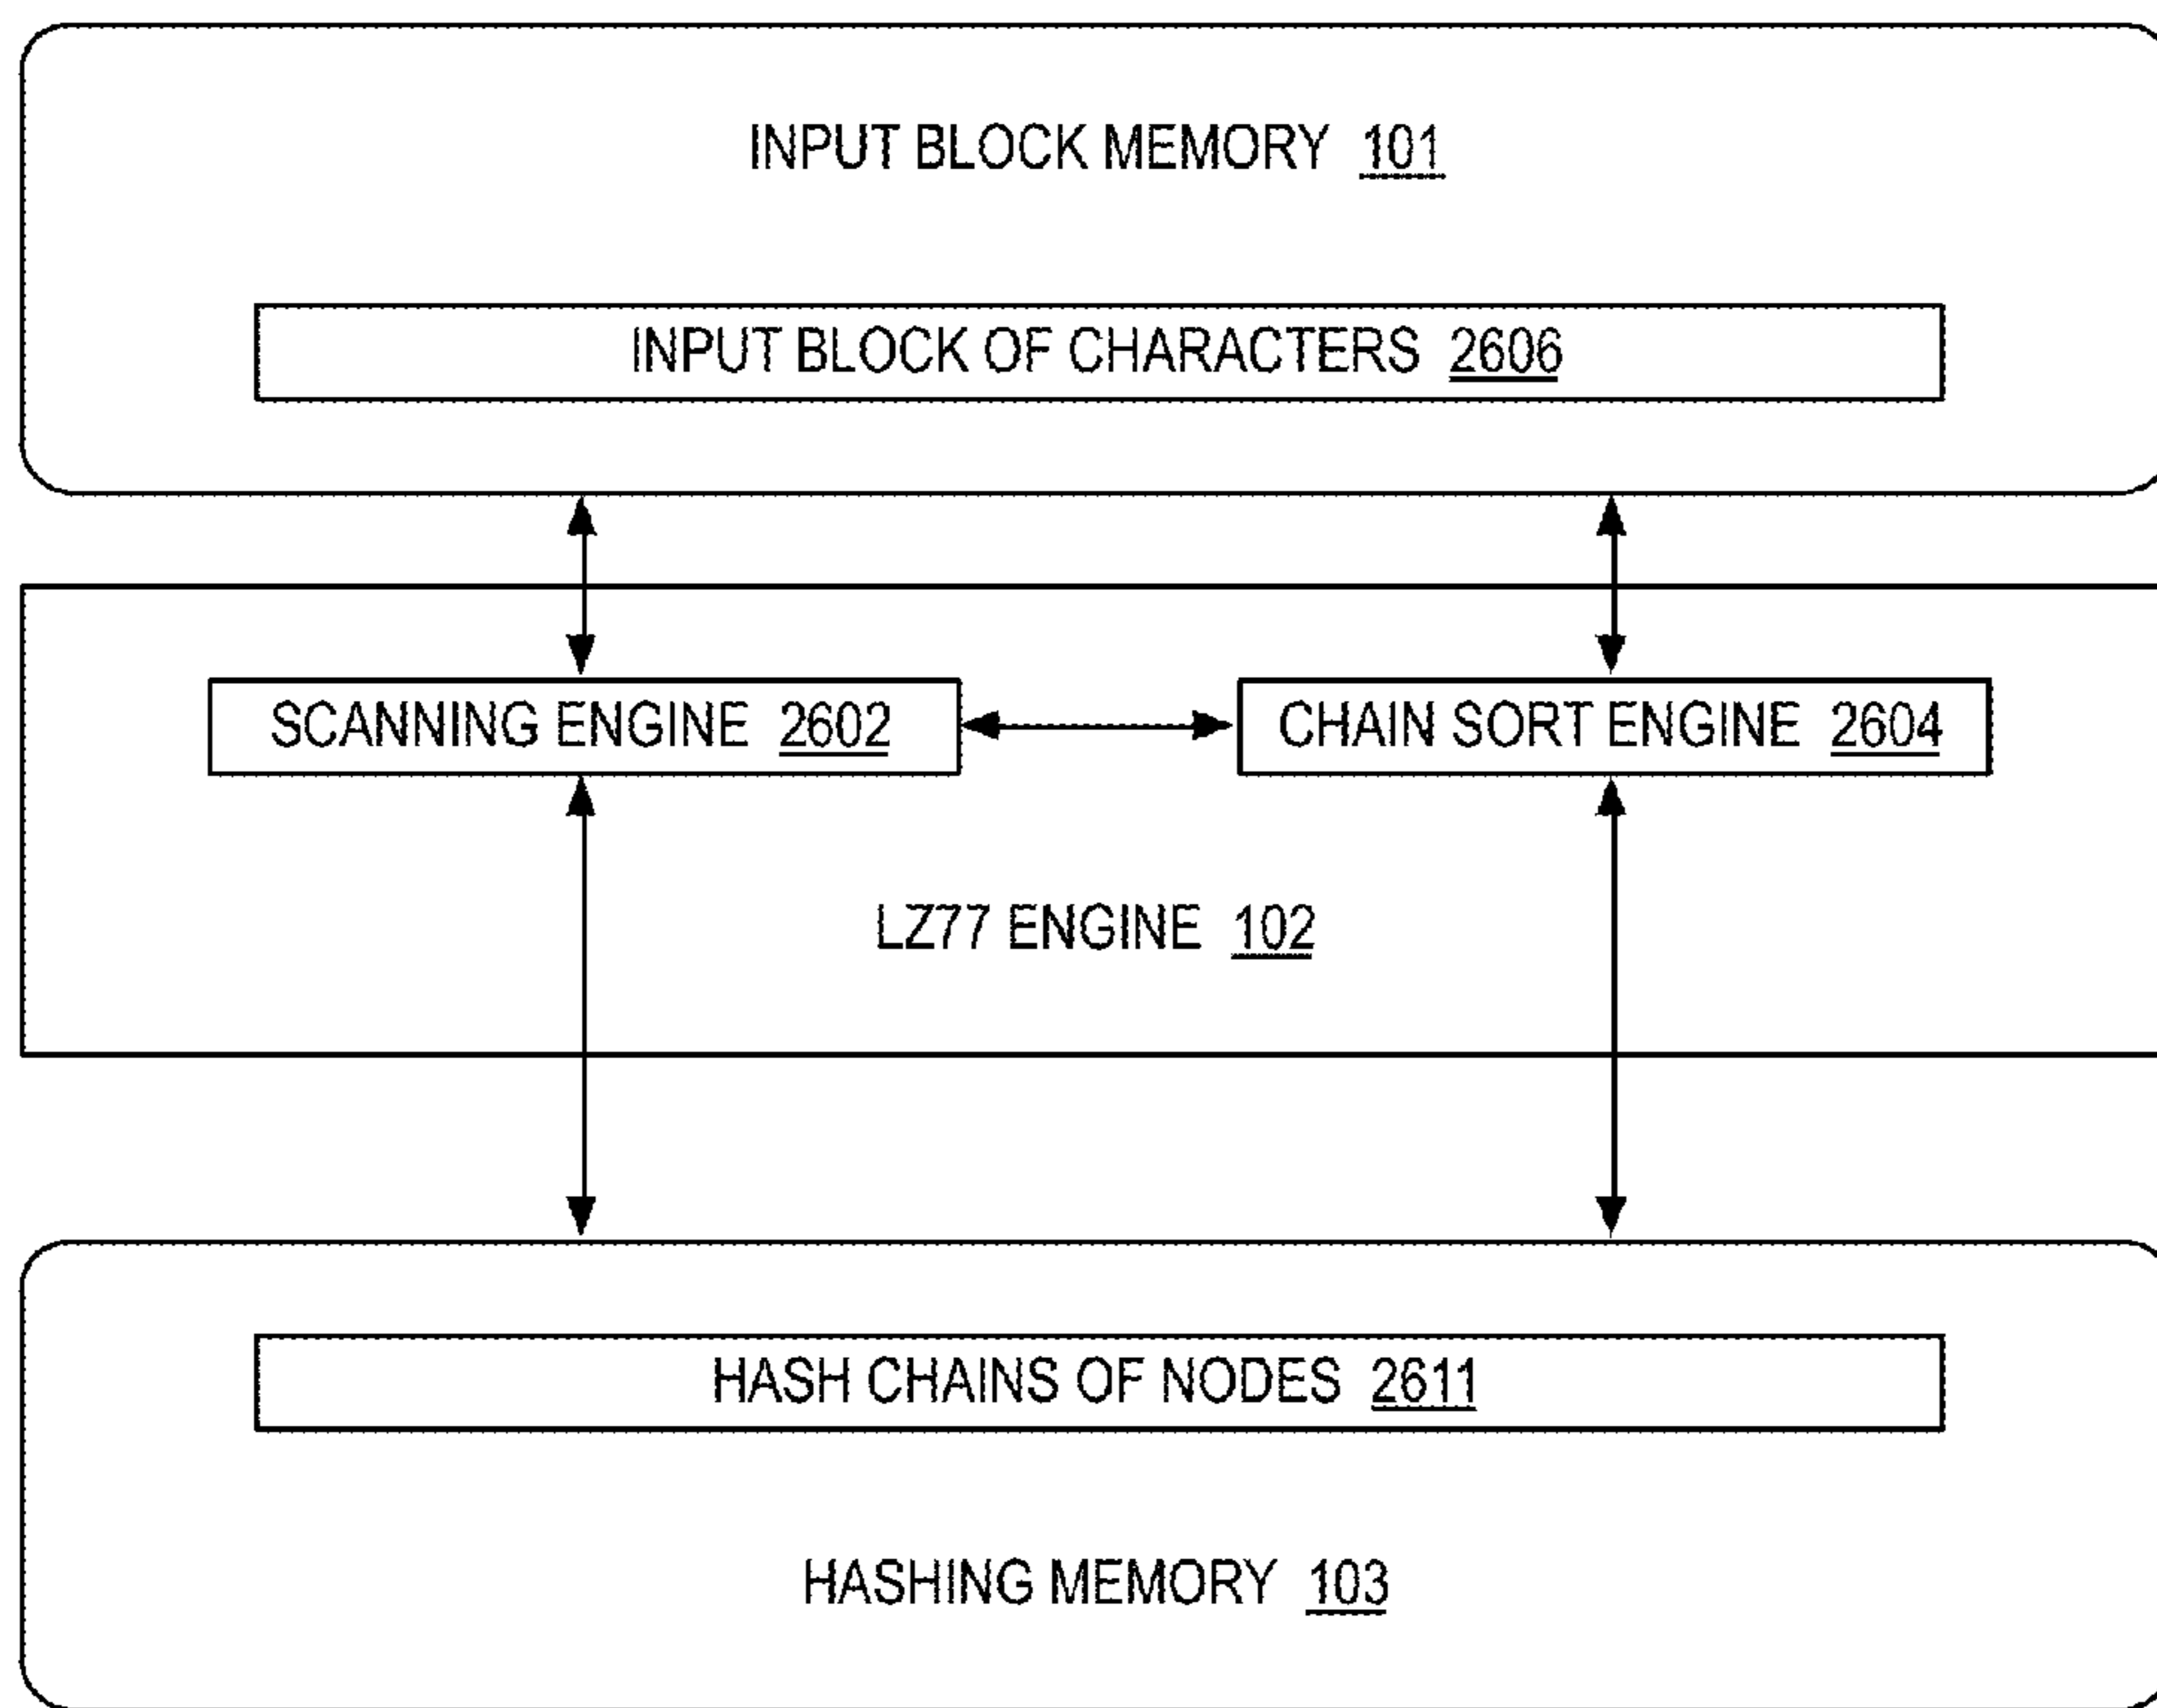 INPUT BLOCK MEMORY 101
INPUT BLOCK OF CHARACTERS 2606
SCANNING ENGINE 2602
CHAIN SORT ENGINE 2604
LZ77 ENGINE 102
HASH CHAINS OF NODES 2611
HASHING MEMORY 103